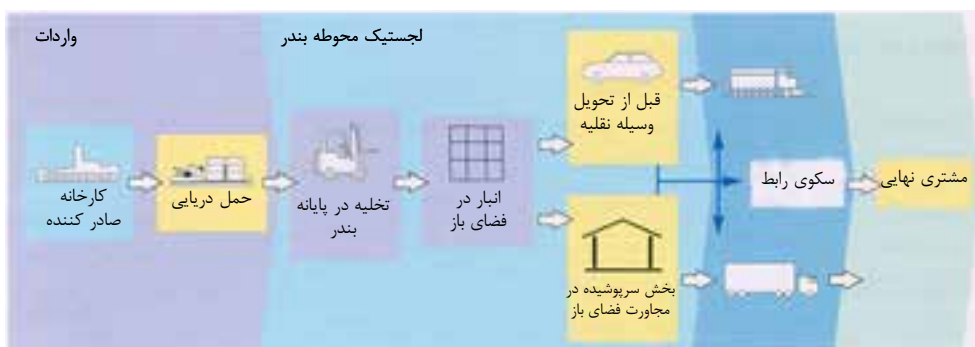 واردات
لجستیک محوطه بندر
کارخانه
صادر کننده
حمل دریایی
تخلیه در پایانه
بندر
انبار در
فضای باز
قبل از تحویل
وسیله نقلیه
بخش سرپوشیده در
مجاورت فضای باز
سکوی رابط
مشتری نهایی